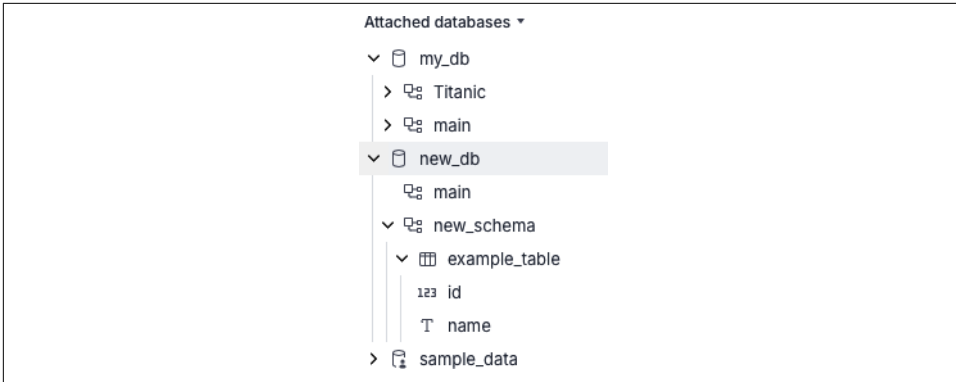 Attached databases
my_db
Titanic
main
new_db
main
new_schema
example_table
123 id
T name
sample_data